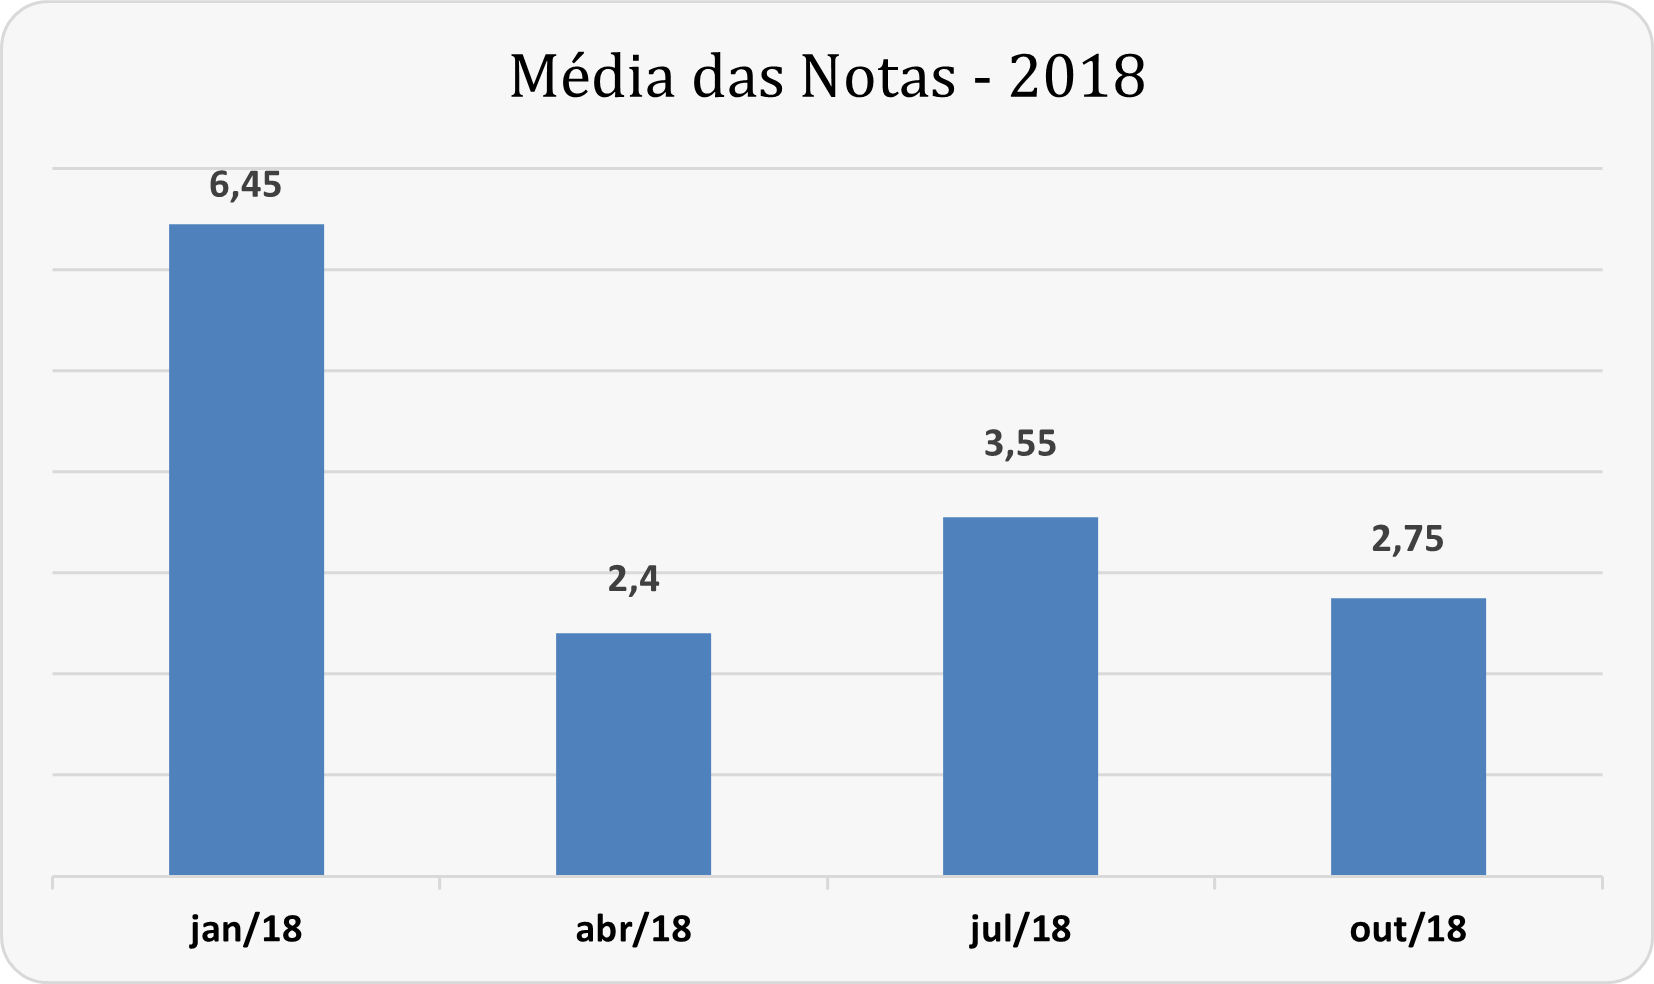 Média das Notas - 2018
6,45
2,4
3,55
2,75
jan/18
abr/18
jul/18
out/18